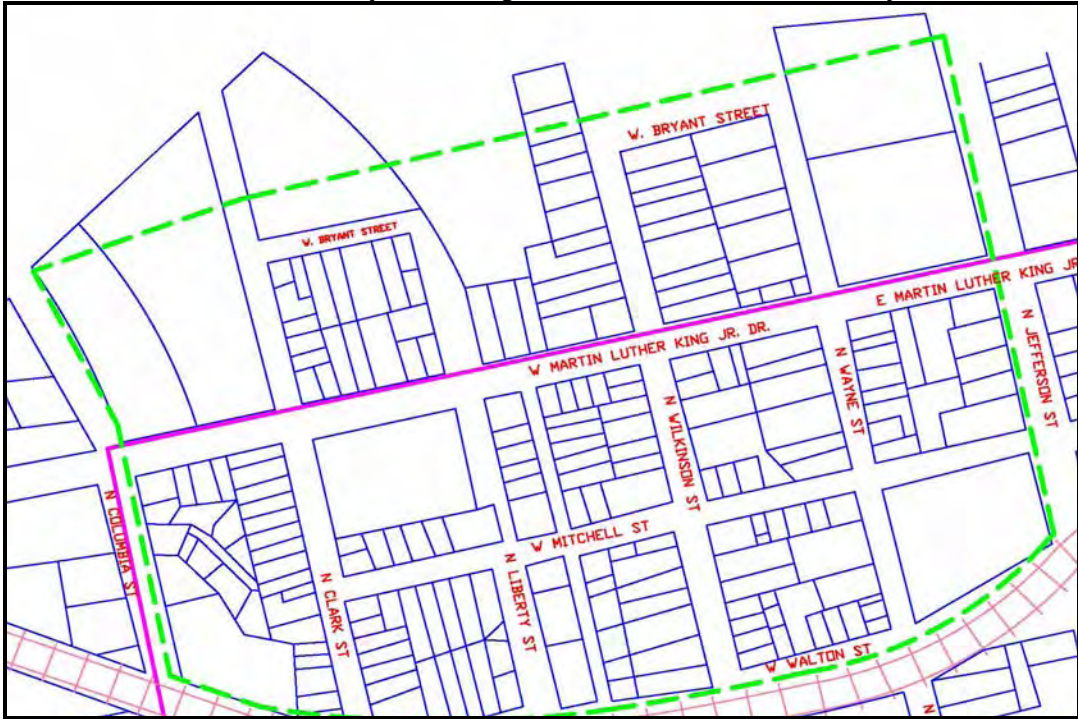 W. BRYANT STREET
W. BRYANT STREET
E MARTIN LUTHER KING JR
W MARTIN LUTHER KING JR. DR.
N JEFFERSON ST
N WAYNE ST
N WILKINSON ST
N COLUMBIA ST
W MITCHELL ST
N LIBERTY ST
N CLARK ST
W WALTON ST
N